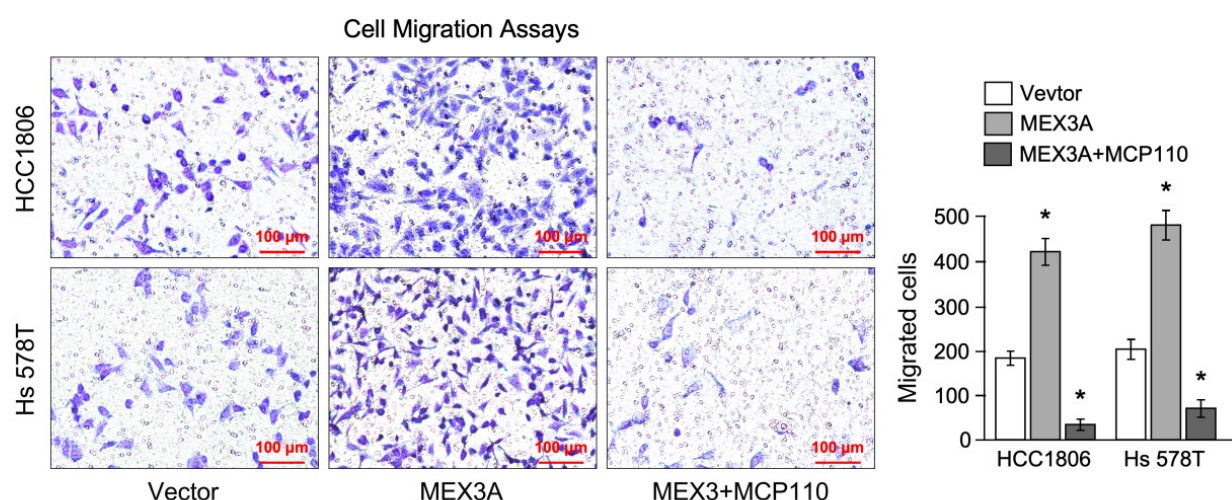 Cell Migration Assays
HCC1806
100 µm
100 µm
100 µm
Hs 578T
100 µm
100 µm
100 µm
Vector
MEX3A
MEX3+MCP110
Vevtor
MEX3A
MEX3A+MCP110
Migrated cells
500
400
300
200
100
0
*
*
*
*
HCC1806
Hs 578T